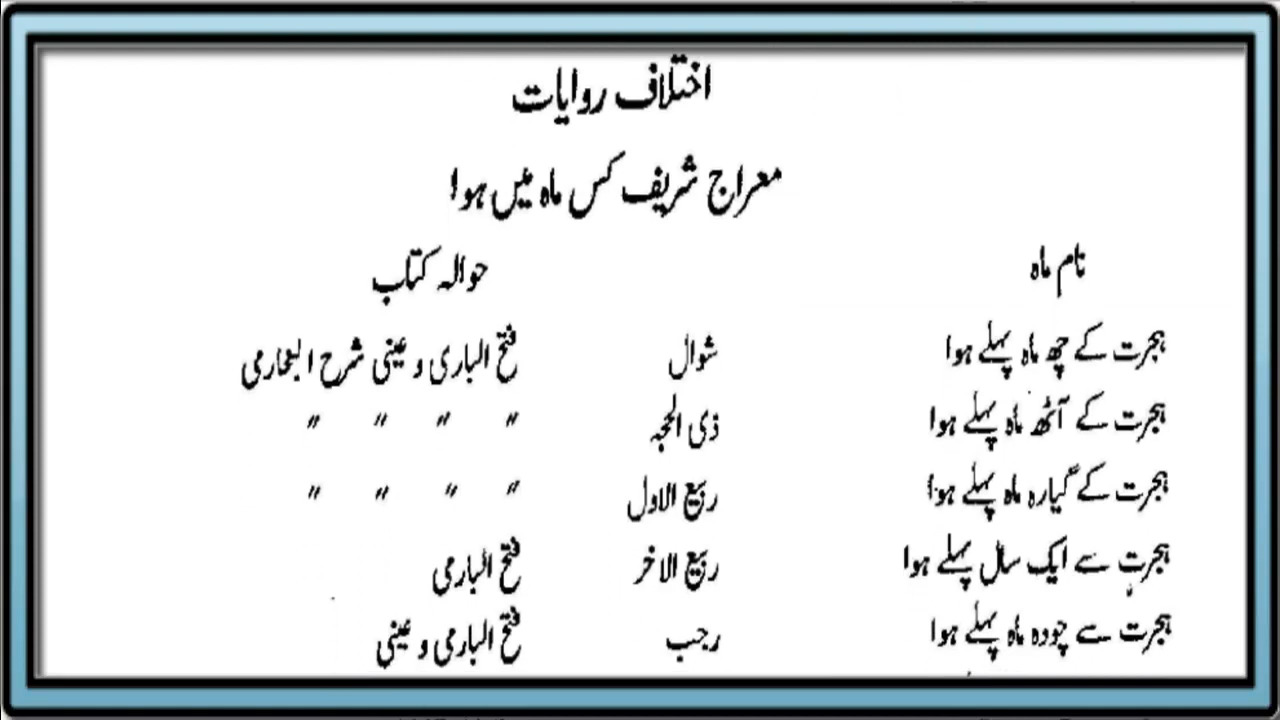 اختلاف روایات
معراج شریف کس ماہ میں ہوا
نام ماہ حوالہ کتاب
ہجرت کے چھ ماہ پہلے ہوا شوال فتح الباری و عینی شرح البخاری
ہجرت کے آٹھ ماہ پہلے ہوا ذی الحجہ 〃 〃 〃 〃
ہجرت کے گیارہ ماہ پہلے ہوا ربیع الاول 〃 〃 〃 〃
ہجرت سے ایک سال پہلے ہوا ربیع الاخر فتح الباری
ہجرت سے چودہ ماہ پہلے ہوا رجب فتح الباری و عینی